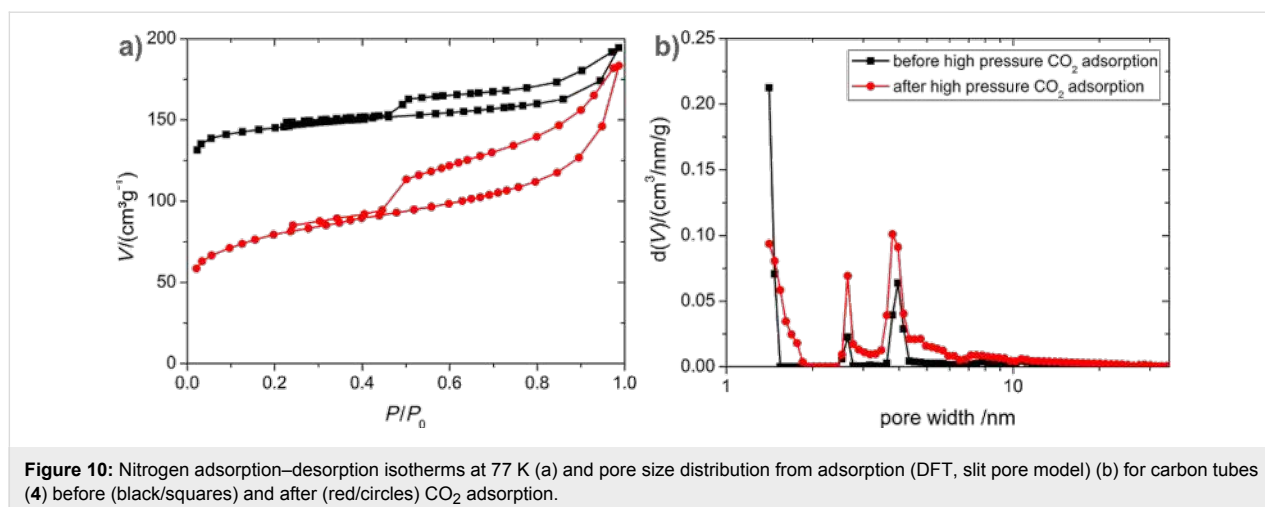 a)
200
150
100
50
0
V/(cm³g⁻¹)
0.0 0.2 0.4 0.6 0.8 1.0
P/P₀
b)
0.25
0.20
0.15
0.10
0.05
0.00
d(V)/(cm³/nm/g)
before high pressure CO₂ adsorption
after high pressure CO₂ adsorption
1 10
pore width /nm
Figure 10: Nitrogen adsorption–desorption isotherms at 77 K (a) and pore size distribution from adsorption (DFT, slit pore model) (b) for carbon tubes
(4) before (black/squares) and after (red/circles) CO₂ adsorption.